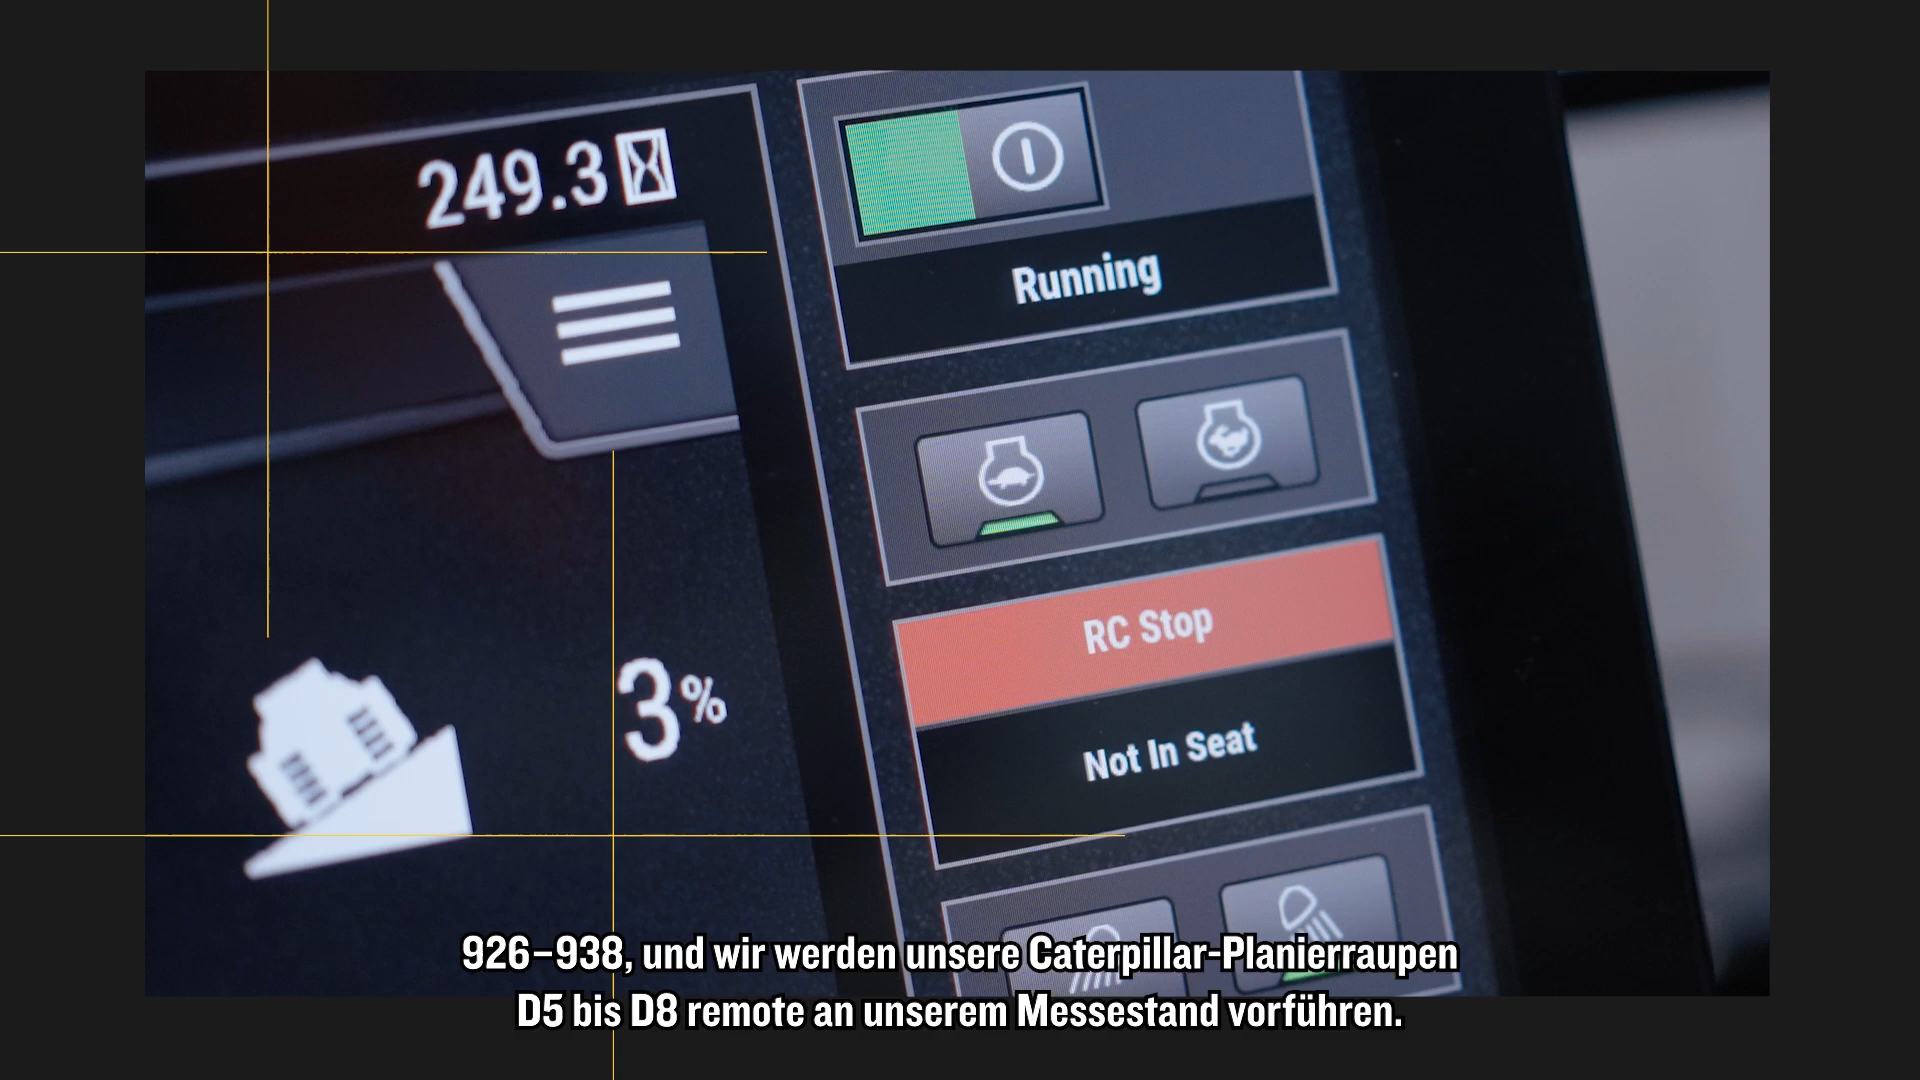 249.3
Running
RC Stop
3%
Not In Seat
926–938, und wir werden unsere Caterpillar-Planierraupen
D5 bis D8 remote an unserem Messestand vorführen.